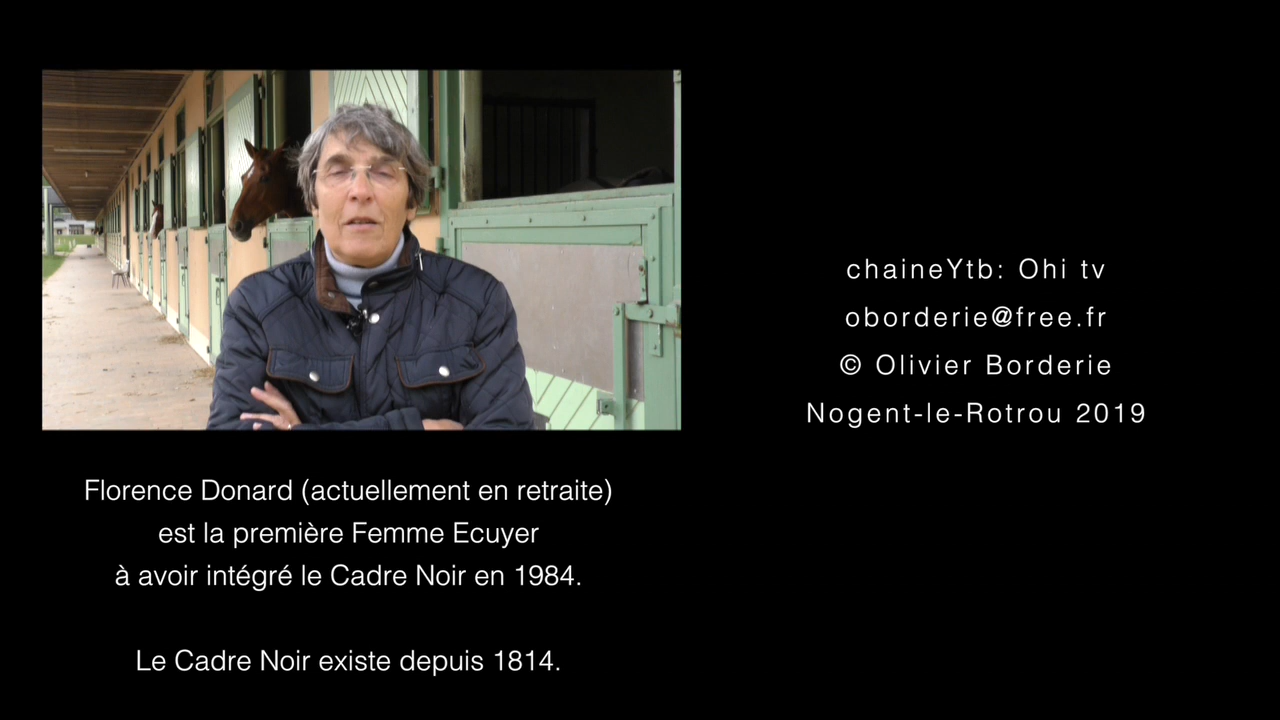 chaineYtb: Ohi tv
oborderie@free.fr
© Olivier Borderie
Nogent-le-Rotrou 2019
Florence Donard (actuellement en retraite)
est la première Femme Ecuyer
à avoir intégré le Cadre Noir en 1984.
Le Cadre Noir existe depuis 1814.